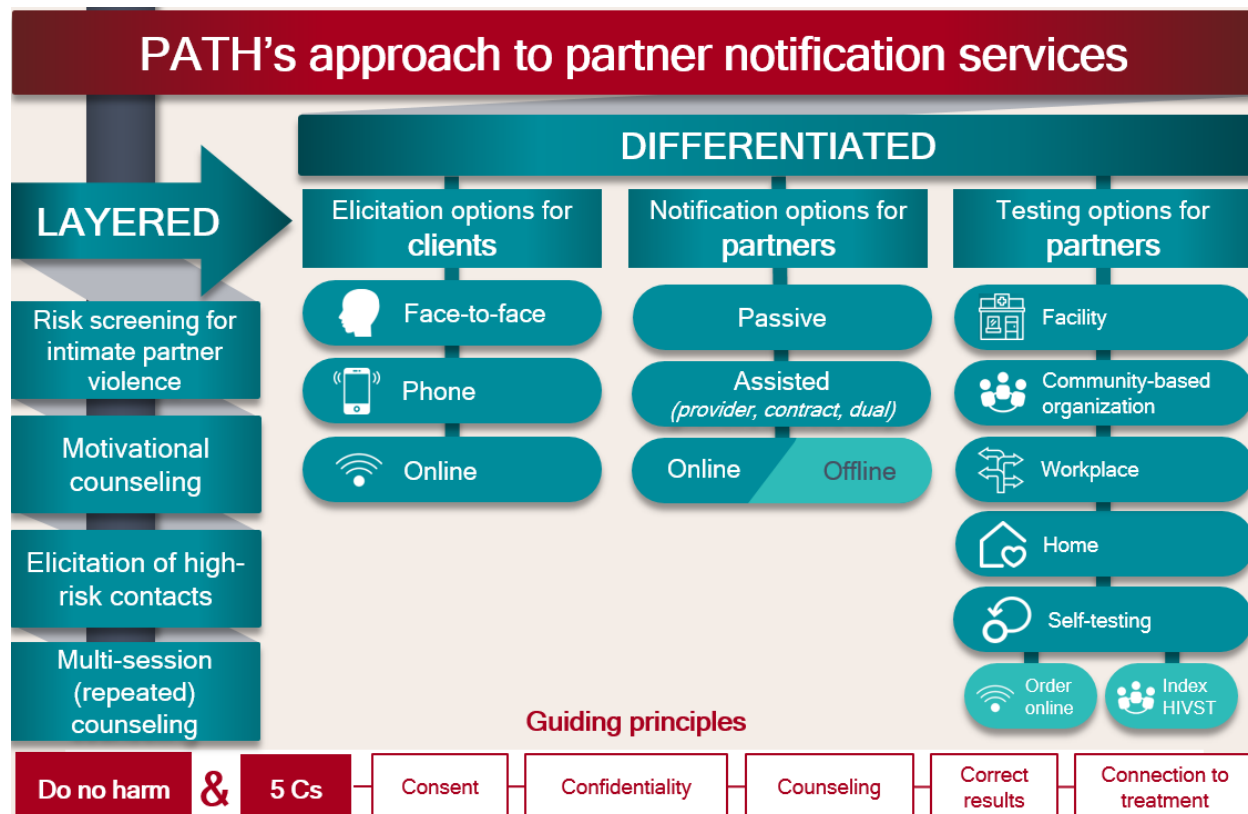 PATH's approach to partner notification services
DIFFERENTIATED
LAYERED
Risk screening for
intimate partner
violence
Motivational
counseling
Elicitation of high-
risk contacts
Multi-session
(repeated)
counseling
Elicitation options for
clients
Face-to-face
Phone
Online
Notification options for
partners
Passive
Assisted
(provider, contract, dual)
Online
Offline
Testing options for
partners
Facility
Community-based
organization
Workplace
Home
Self-testing
Order
online
Index
HIVST
Guiding principles
Do no harm & 5 Cs
Consent
Confidentiality
Counseling
Correct
results
Connection to
treatment